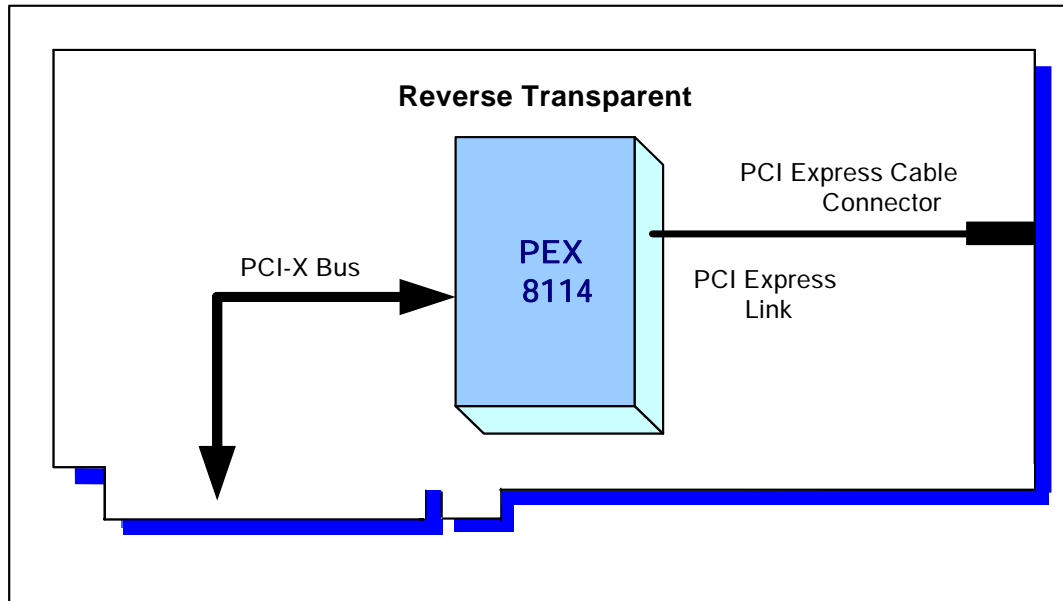 Reverse Transparent
PCI Express Cable
Connector
PEX
8114
PCI-X Bus
PCI Express
Link